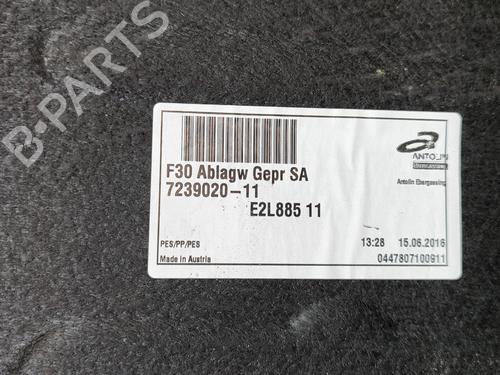 B-PARTS
ANTOLIN
Antolin Ebergassing
F30 Ablagw Gepr SA
7239020-11
E2L885 11
PES/PP/PES
13:28 15.06.2016
Made in Austria
0447807100911